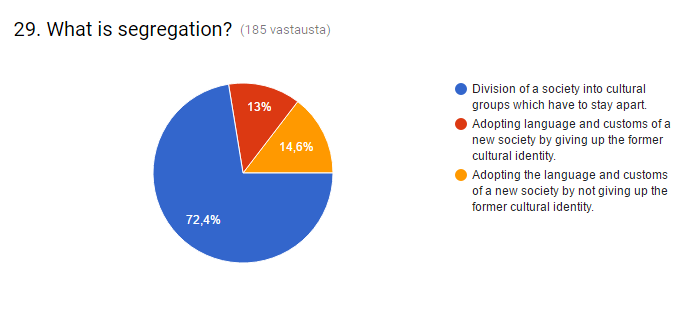 29. What is segregation? (185 vastausta)
13%
14,6%
72,4%
Division of a society into cultural
groups which have to stay apart.
Adopting language and customs of a
new society by giving up the former
cultural identity.
Adopting the language and customs
of a new society by not giving up the
former cultural identity.